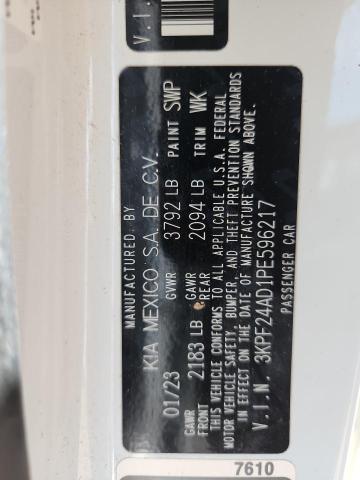 V. I.
MANUFACTURED BY
KIA MEXICO S.A. DE C.V.
01/23 GVWR 3792 LB PAINT SWP
GAWR FRONT 2183 LB GAWR REAR 2094 LB TRIM WK
THIS VEHICLE CONFORMS TO ALL APPLICABLE U.S.A. FEDERAL
MOTOR VEHICLE SAFETY, BUMPER, AND THEFT PREVENTION STANDARDS
IN EFFECT ON THE DATE OF MANUFACTURE SHOWN ABOVE.
V.I.N. 3KPF24AD1PE596217
PASSENGER CAR
7610